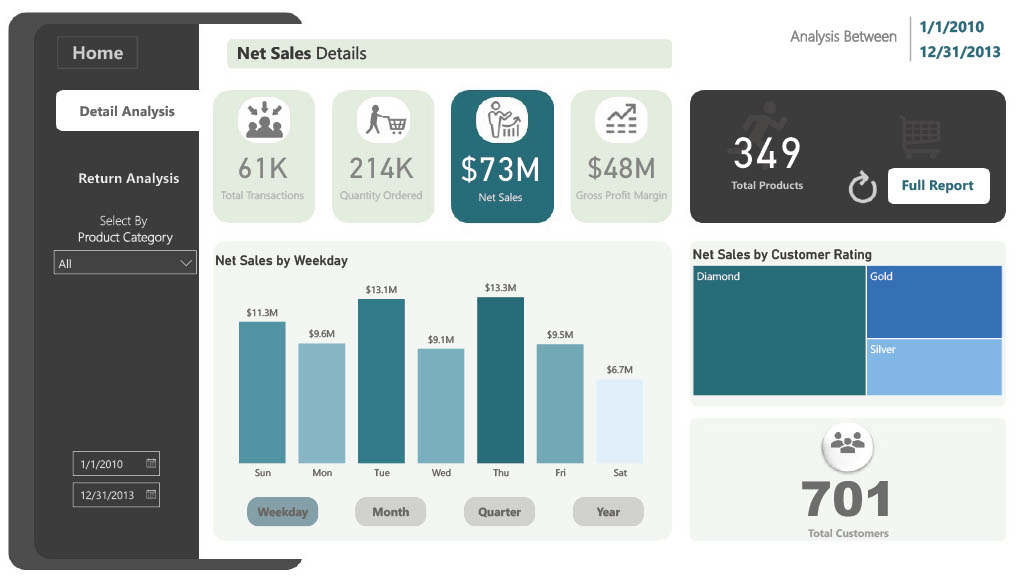 Home
Detail Analysis
Return Analysis
Select By
Product Category
All
1/1/2010
12/31/2013
Net Sales Details
Analysis Between
1/1/2010
12/31/2013
61K
Total Transactions
214K
Quantity Ordered
$73M
Net Sales
$48M
Gross Profit Margin
349
Total Products
Full Report
Net Sales by Weekday
$11.3M
$9.6M
$13.1M
$9.1M
$13.3M
$9.5M
$6.7M
Sun
Mon
Tue
Wed
Thu
Fri
Sat
Weekday
Month
Quarter
Year
Net Sales by Customer Rating
Diamond
Gold
Silver
701
Total Customers